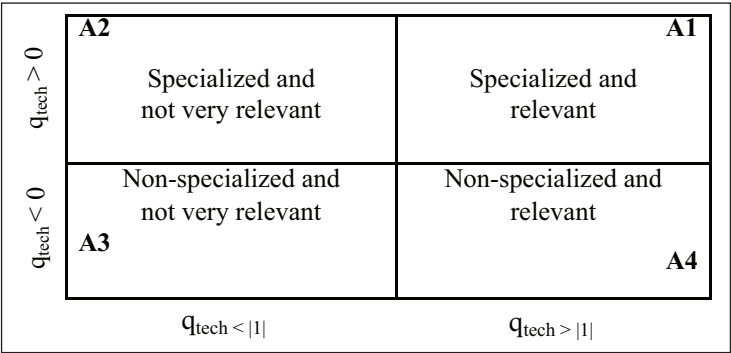 A2
A1
q_tech > 0
Specialized and
not very relevant
Specialized and
relevant
q_tech < 0
Non-specialized and
not very relevant
Non-specialized and
relevant
A3
A4
q_tech < |1|
q_tech > |1|